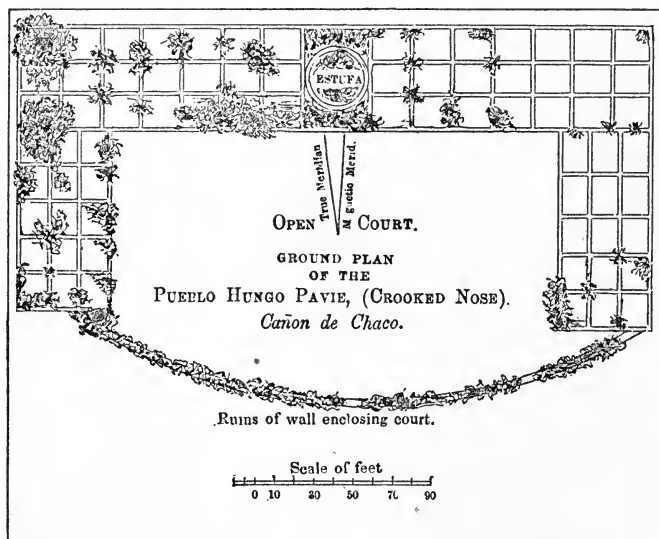 ESTUFA
True Meridian
Magnetic Merid.
OPEN COURT.
GROUND PLAN
OF THE
PUEBLO HUNGO PAVIE, (CROOKED NOSE).
Cañon de Chaco.
Ruins of wall enclosing court.
Scale of feet
0 10 30 50 70 90